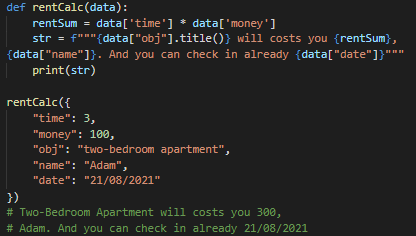 def rentCalc(data):
    rentSum = data['time'] * data['money']
    str = f"""{data["obj"].title()} will costs you {rentSum},
{data["name"]}. And you can check in already {data["date"]}"""
    print(str)

rentCalc({
    "time": 3,
    "money": 100,
    "obj": "two-bedroom apartment",
    "name": "Adam",
    "date": "21/08/2021"
})
# Two-Bedroom Apartment will costs you 300,
# Adam. And you can check in already 21/08/2021